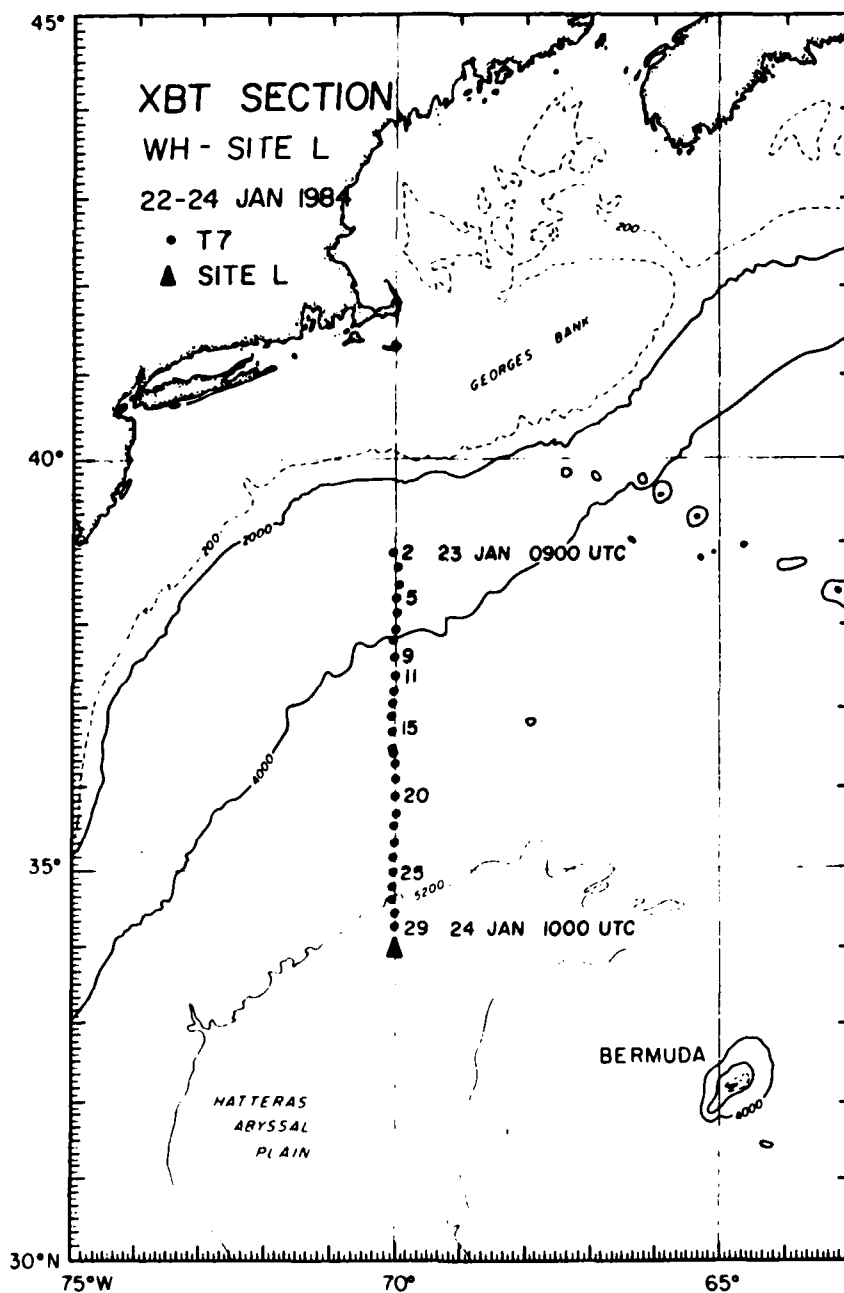 45°
XBT SECTION
WH - SITE L
22-24 JAN 1984
• T7
▲ SITE L
200
GEORGES BANK
40°
200
2000
2 23 JAN 0900 UTC
5
9
11
15
4000
20
35°
25
5200
29 24 JAN 1000 UTC
BERMUDA
4000
HATTERAS
ABYSSAL
PLAIN
30°N
75°W
70°
65°